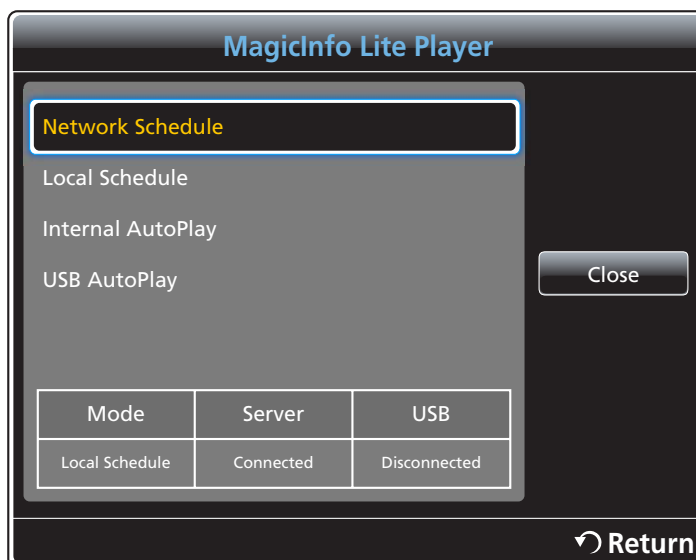 MagicInfo Lite Player
Network Schedule
Local Schedule
Internal AutoPlay
USB AutoPlay
Close
Mode Server USB
Local Schedule Connected Disconnected
Return